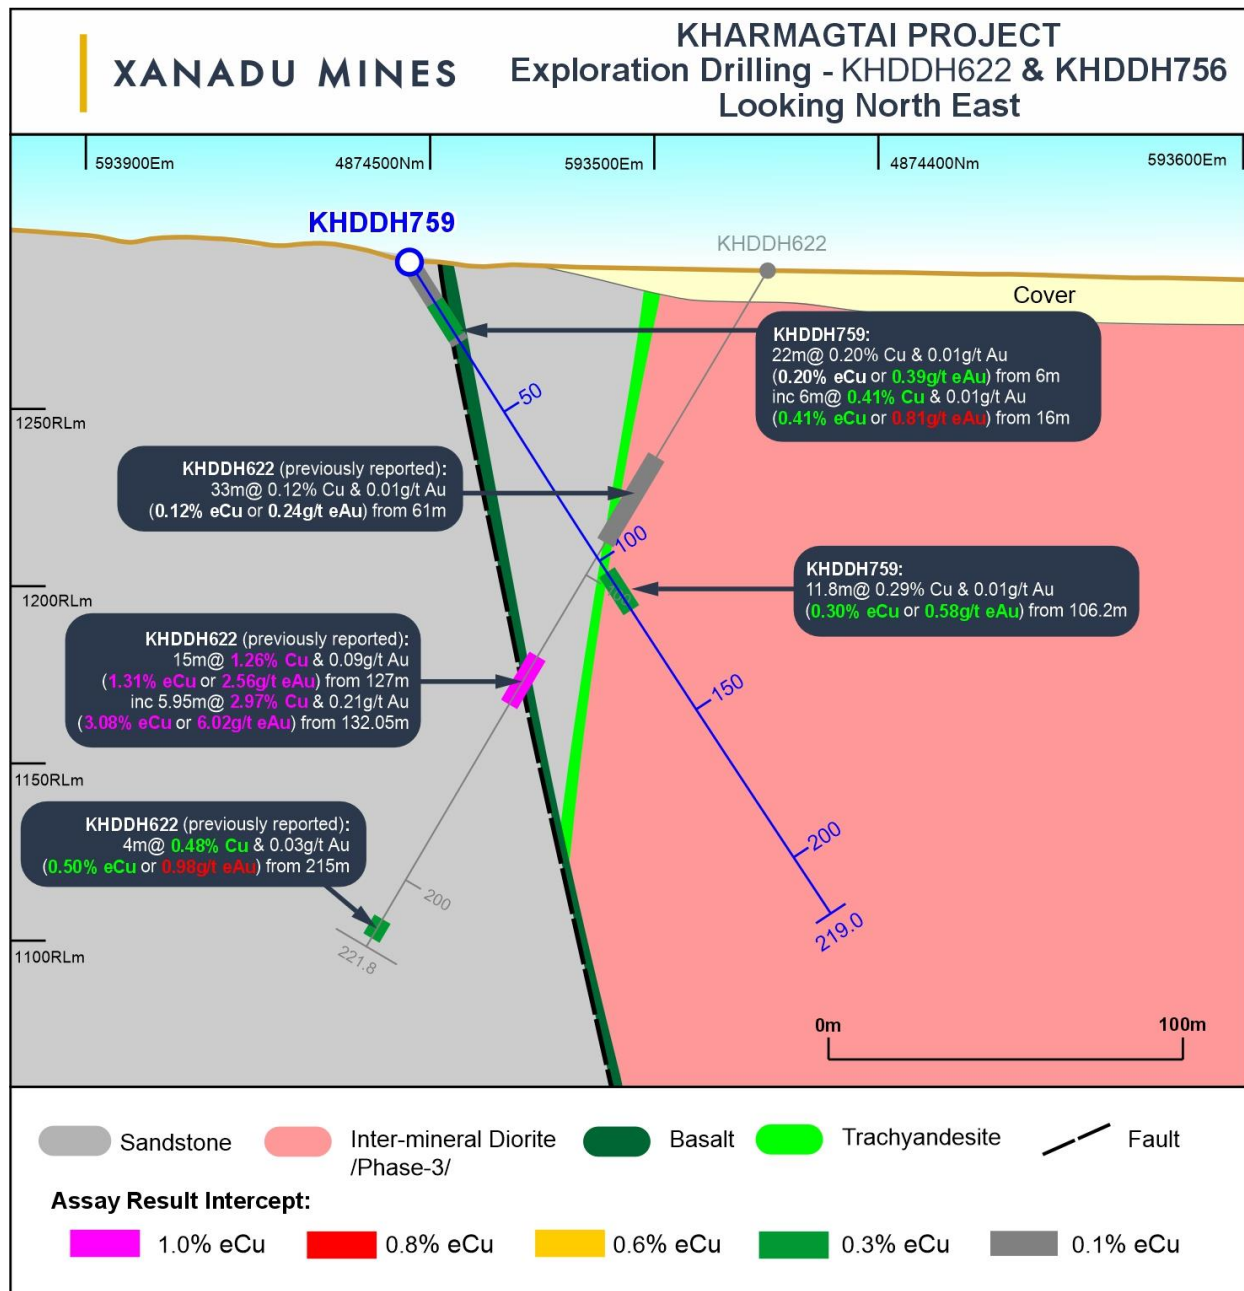 XANADU MINES
KHARMAGTAI PROJECT
Exploration Drilling - KHDDH622 & KHDDH756
Looking North East
593900Em
4874500Nm
593500Em
4874400Nm
593600Em
KHDDH759
KHDDH622
Cover
KHDDH759:
22m@ 0.20% Cu & 0.01g/t Au
(0.20% eCu or 0.39g/t eAu) from 6m
inc 6m@ 0.41% Cu & 0.01g/t Au
(0.41% eCu or 0.81g/t eAu) from 16m
50
1250RLm
KHDDH622 (previously reported):
33m@ 0.12% Cu & 0.01g/t Au
(0.12% eCu or 0.24g/t eAu) from 61m
100
KHDDH759:
11.8m@ 0.29% Cu & 0.01g/t Au
(0.30% eCu or 0.58g/t eAu) from 106.2m
1200RLm
KHDDH622 (previously reported):
15m@ 1.26% Cu & 0.09g/t Au
(1.31% eCu or 2.56g/t eAu) from 127m
inc 5.95m@ 2.97% Cu & 0.21g/t Au
(3.08% eCu or 6.02g/t eAu) from 132.05m
150
1150RLm
KHDDH622 (previously reported):
4m@ 0.48% Cu & 0.03g/t Au
(0.50% eCu or 0.98g/t eAu) from 215m
200
200
219.0
221.8
1100RLm
0m
100m
Sandstone
Inter-mineral Diorite
/Phase-3/
Basalt
Trachyandesite
Fault
Assay Result Intercept:
1.0% eCu
0.8% eCu
0.6% eCu
0.3% eCu
0.1% eCu